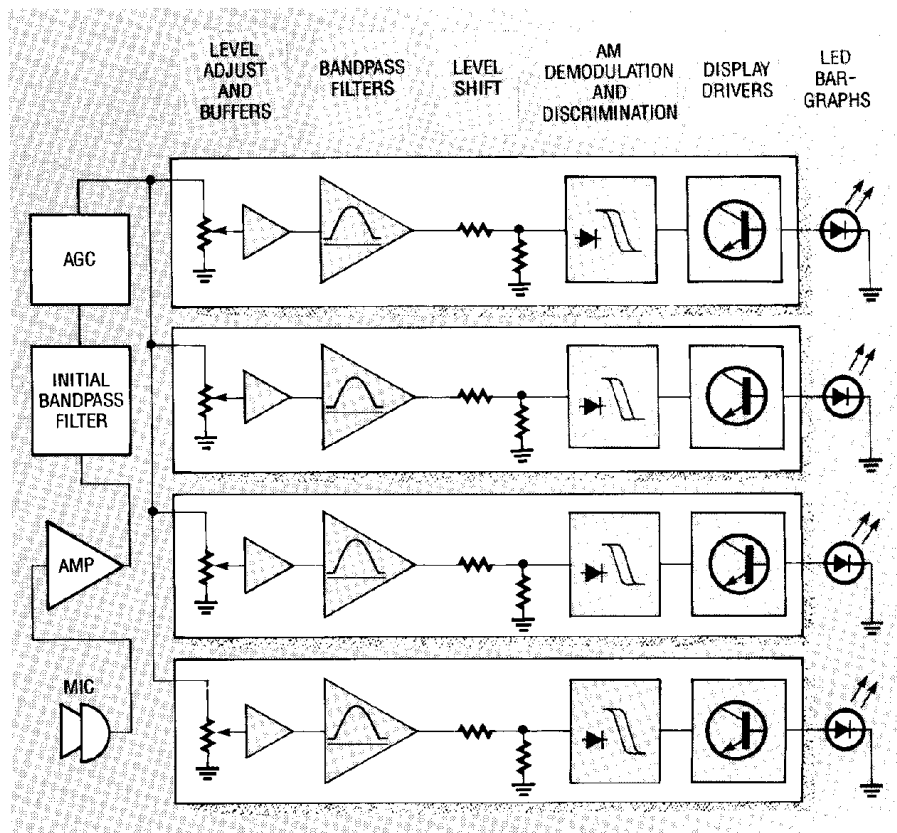 LEVEL
ADJUST
AND
BUFFERS
BANDPASS
FILTERS
LEVEL
SHIFT
AM
DEMODULATION
AND
DISCRIMINATION
DISPLAY
DRIVERS
LED
BAR-
GRAPHS
AGC
INITIAL
BANDPASS
FILTER
AMP
MIC